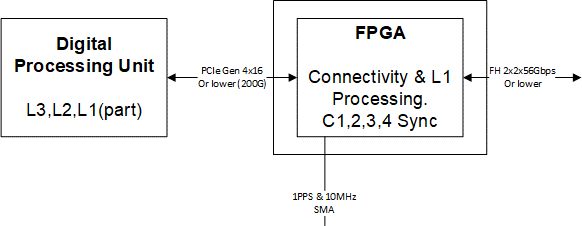 Digital
Processing Unit
L3,L2,L1(part)
PCIe Gen 4x16
Or lower (200G)
FPGA
Connectivity & L1
Processing.
C1,2,3,4 Sync
FH 2x2x56Gbps
Or lower
1PPS & 10MHz
SMA